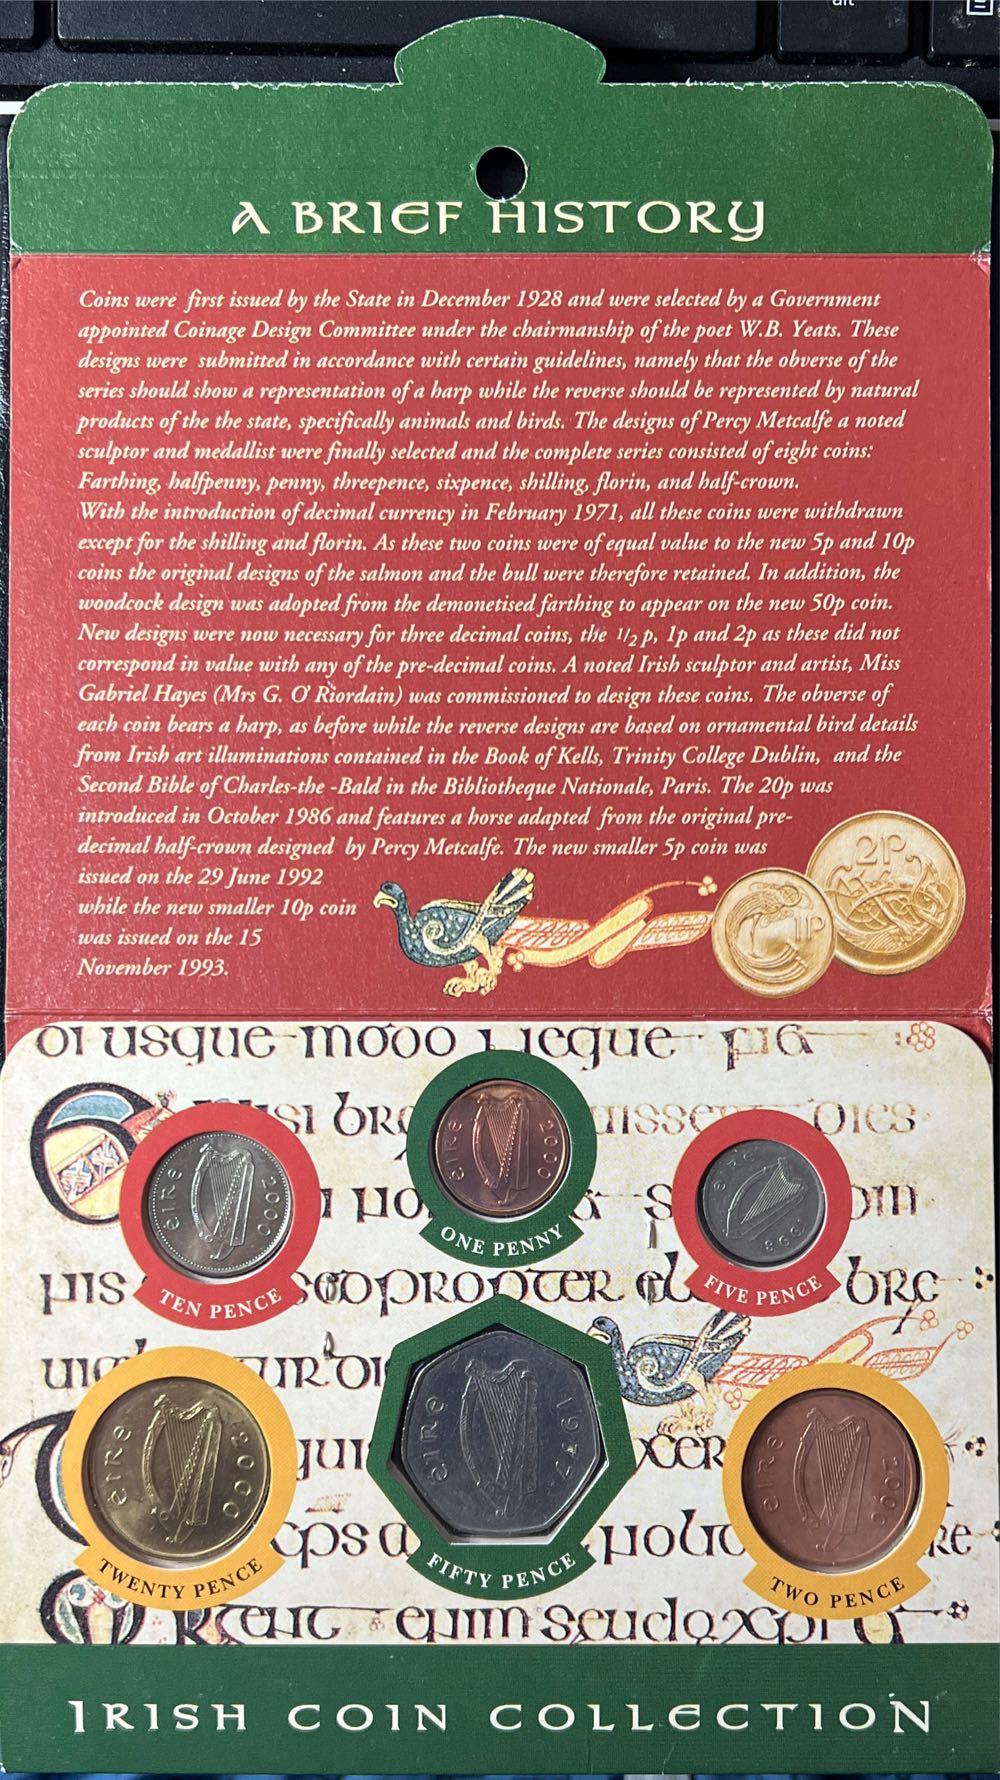 alt
A BRIEF HISTORY
Coins were first issued by the State in December 1928 and were selected by a Government
appointed Coinage Design Committee under the chairmanship of the poet W.B. Yeats. These
designs were submitted in accordance with certain guidelines, namely that the obverse of the
series should show a representation of a harp while the reverse should be represented by natural
products of the the state, specifically animals and birds. The designs of Percy Metcalfe a noted
sculptor and medallist were finally selected and the complete series consisted of eight coins:
Farthing, halfpenny, penny, threepence, sixpence, shilling, florin, and half-crown.
With the introduction of decimal currency in February 1971, all these coins were withdrawn
except for the shilling and florin. As these two coins were of equal value to the new 5p and 10p
coins the original designs of the salmon and the bull were therefore retained. In addition, the
woodcock design was adopted from the demonetised farthing to appear on the new 50p coin.
New designs were now necessary for three decimal coins, the 1/2 p, 1p and 2p as these did not
correspond in value with any of the pre-decimal coins. A noted Irish sculptor and artist, Miss
Gabriel Hayes (Mrs G. O' Riordain) was commissioned to design these coins. The obverse of
each coin bears a harp, as before while the reverse designs are based on ornamental bird details
from Irish art illuminations contained in the Book of Kells, Trinity College Dublin, and the
Second Bible of Charles-the -Bald in the Bibliotheque Nationale, Paris. The 20p was
introduced in October 1986 and features a horse adapted from the original pre-
decimal half-crown designed by Percy Metcalfe. The new smaller 5p coin was
issued on the 29 June 1992
while the new smaller 10p coin
was issued on the 15
November 1993.
2P
1P
usque modo
éiRe 2000
ONE PENNY
éiRe 2000
TEN PENCE
éiRe 1998
FIVE PENCE
éiRe 2000
TWENTY PENCE
éiRe 1977
FIFTY PENCE
éiRe 2000
TWO PENCE
enim
IRISH COIN COLLECTION